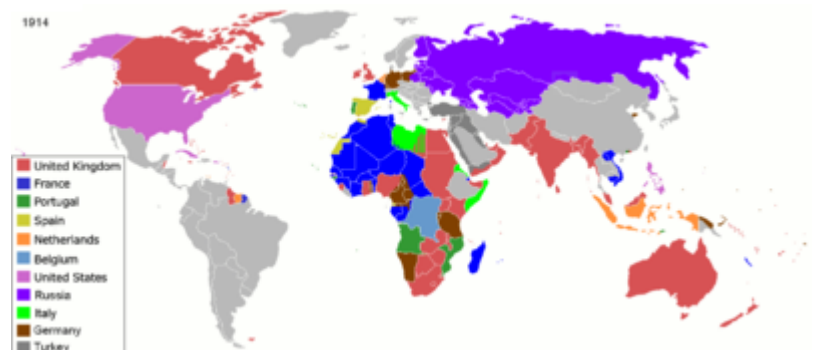 1914
United Kingdom
France
Portugal
Spain
Netherlands
Belgium
United States
Russia
Italy
Germany
Turkey